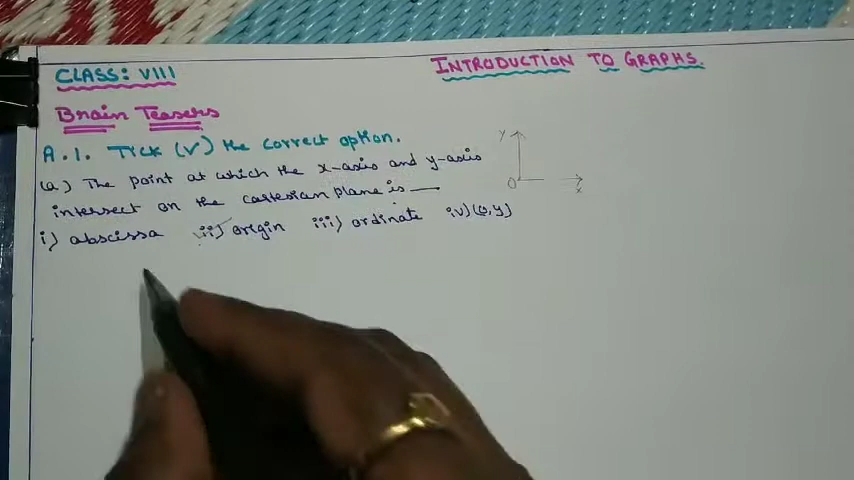 CLASS: VIII
INTRODUCTION TO GRAPHS.
Brain Teasers
A.1. TICK (√) the correct option.
(a) The point at which the x-axis and y-axis
intersect on the cartesian plane is —
i) abscissa ii) origin iii) ordinate iv) (0,y)
Y
O
x